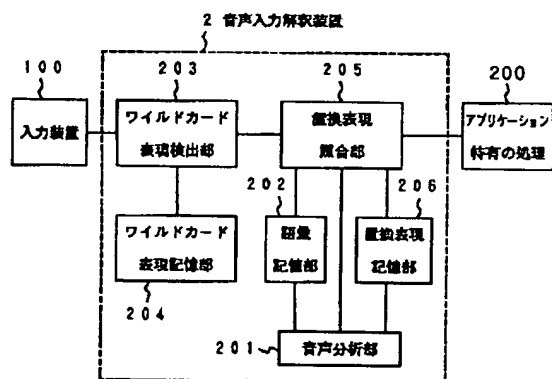 2 音声入力解釈装置
100
203
205
200
入力装置
ワイルドカード
表現検出部
置換表現
照合部
アプリケーション
特有の処理
202
206
ワイルドカード
表現記憶部
語彙
記憶部
置換表現
記憶部
204
201
音声分析部